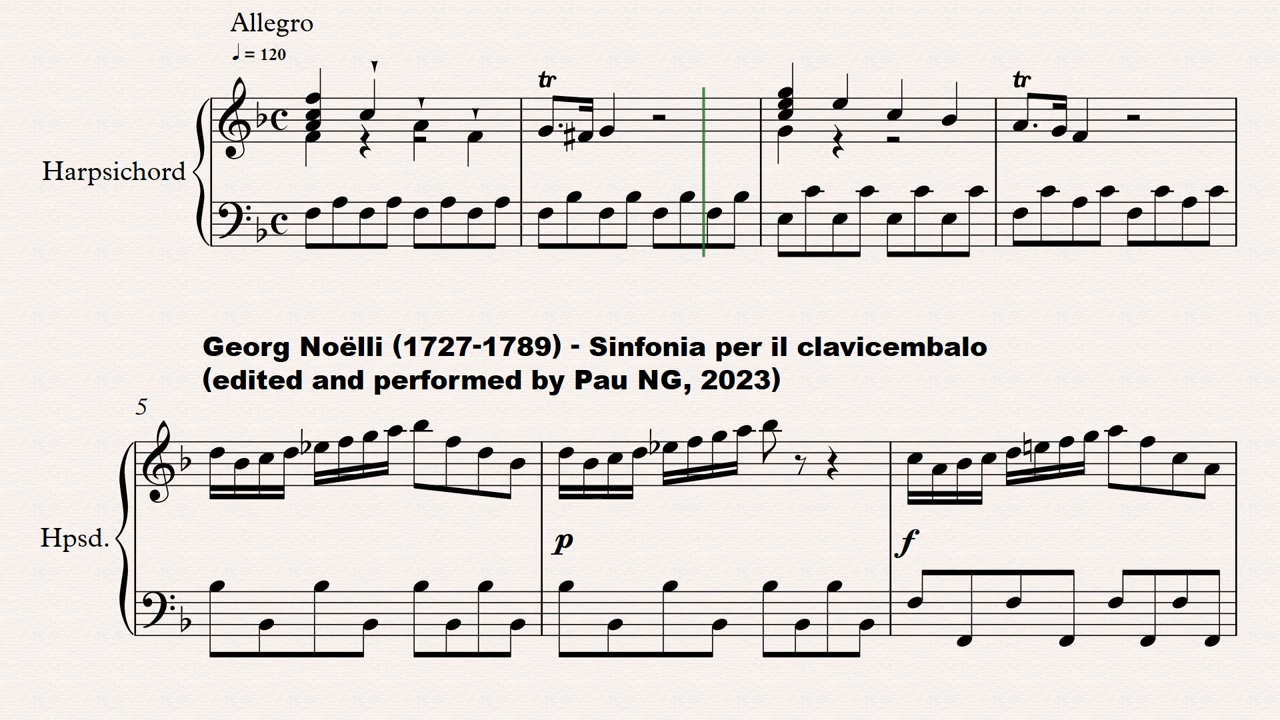 Allegro
♩ = 120
tr
tr
Harpsichord
Georg Noëlli (1727-1789) - Sinfonia per il clavicembalo
(edited and performed by Pau NG, 2023)
5
Hpsd.
p
f